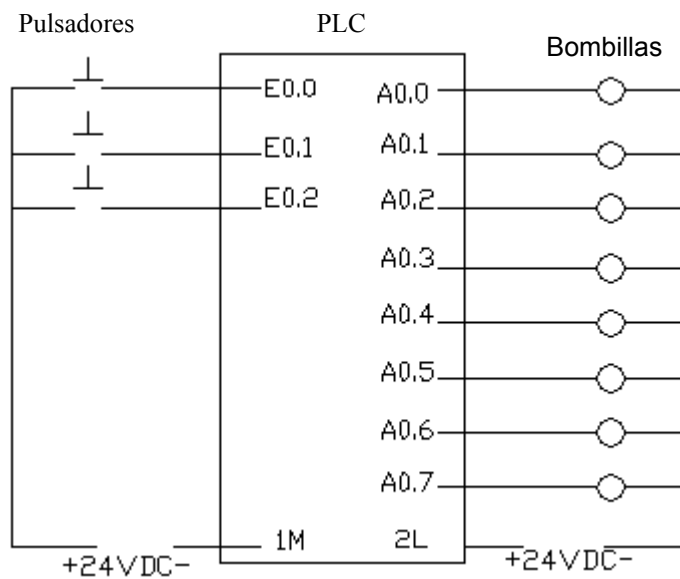 Pulsadores
PLC
Bombillas
E0.0
A0.0
E0.1
A0.1
E0.2
A0.2
A0.3
A0.4
A0.5
A0.6
A0.7
1M
2L
+24VDC-
+24VDC-